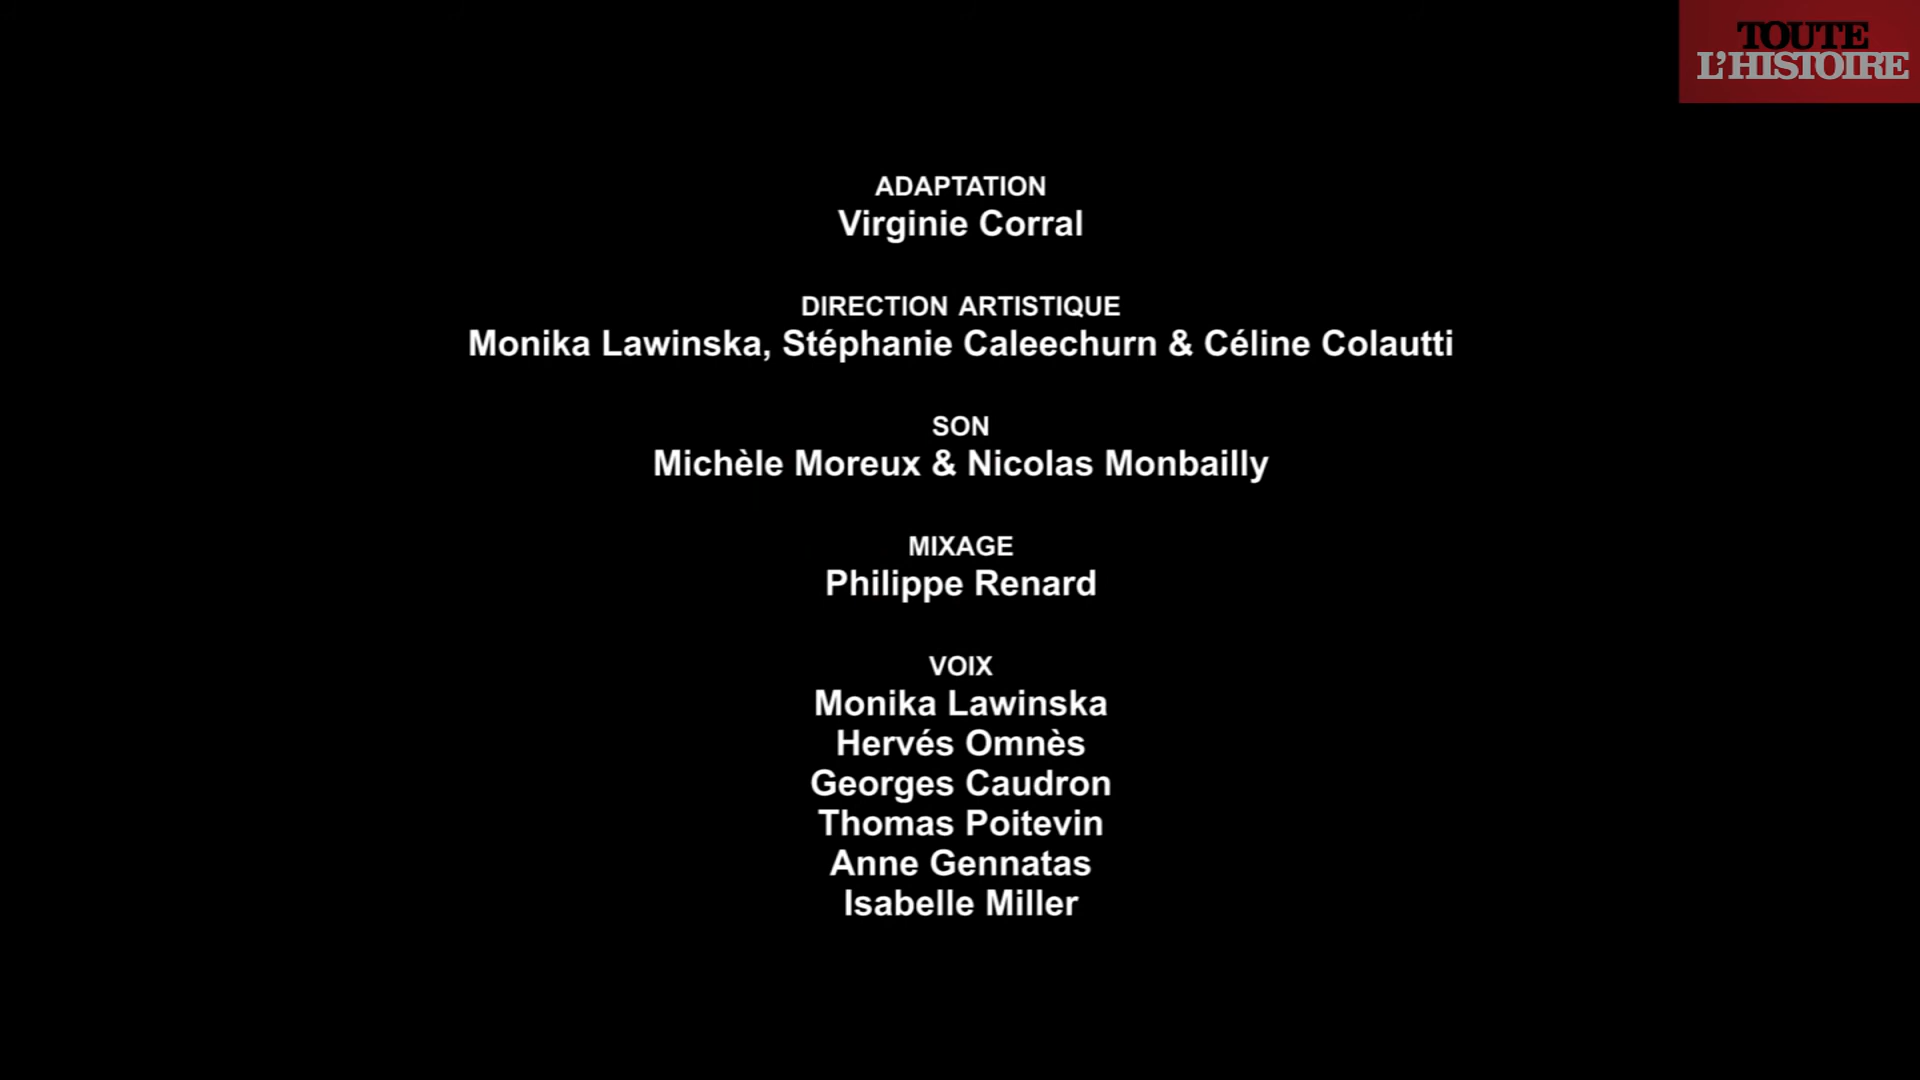 TOUTE
L'HISTOIRE
ADAPTATION
Virginie Corral
DIRECTION ARTISTIQUE
Monika Lawinska, Stéphanie Caleechurn & Céline Colautti
SON
Michèle Moreux & Nicolas Monbailly
MIXAGE
Philippe Renard
VOIX
Monika Lawinska
Hervés Omnès
Georges Caudron
Thomas Poitevin
Anne Gennatas
Isabelle Miller